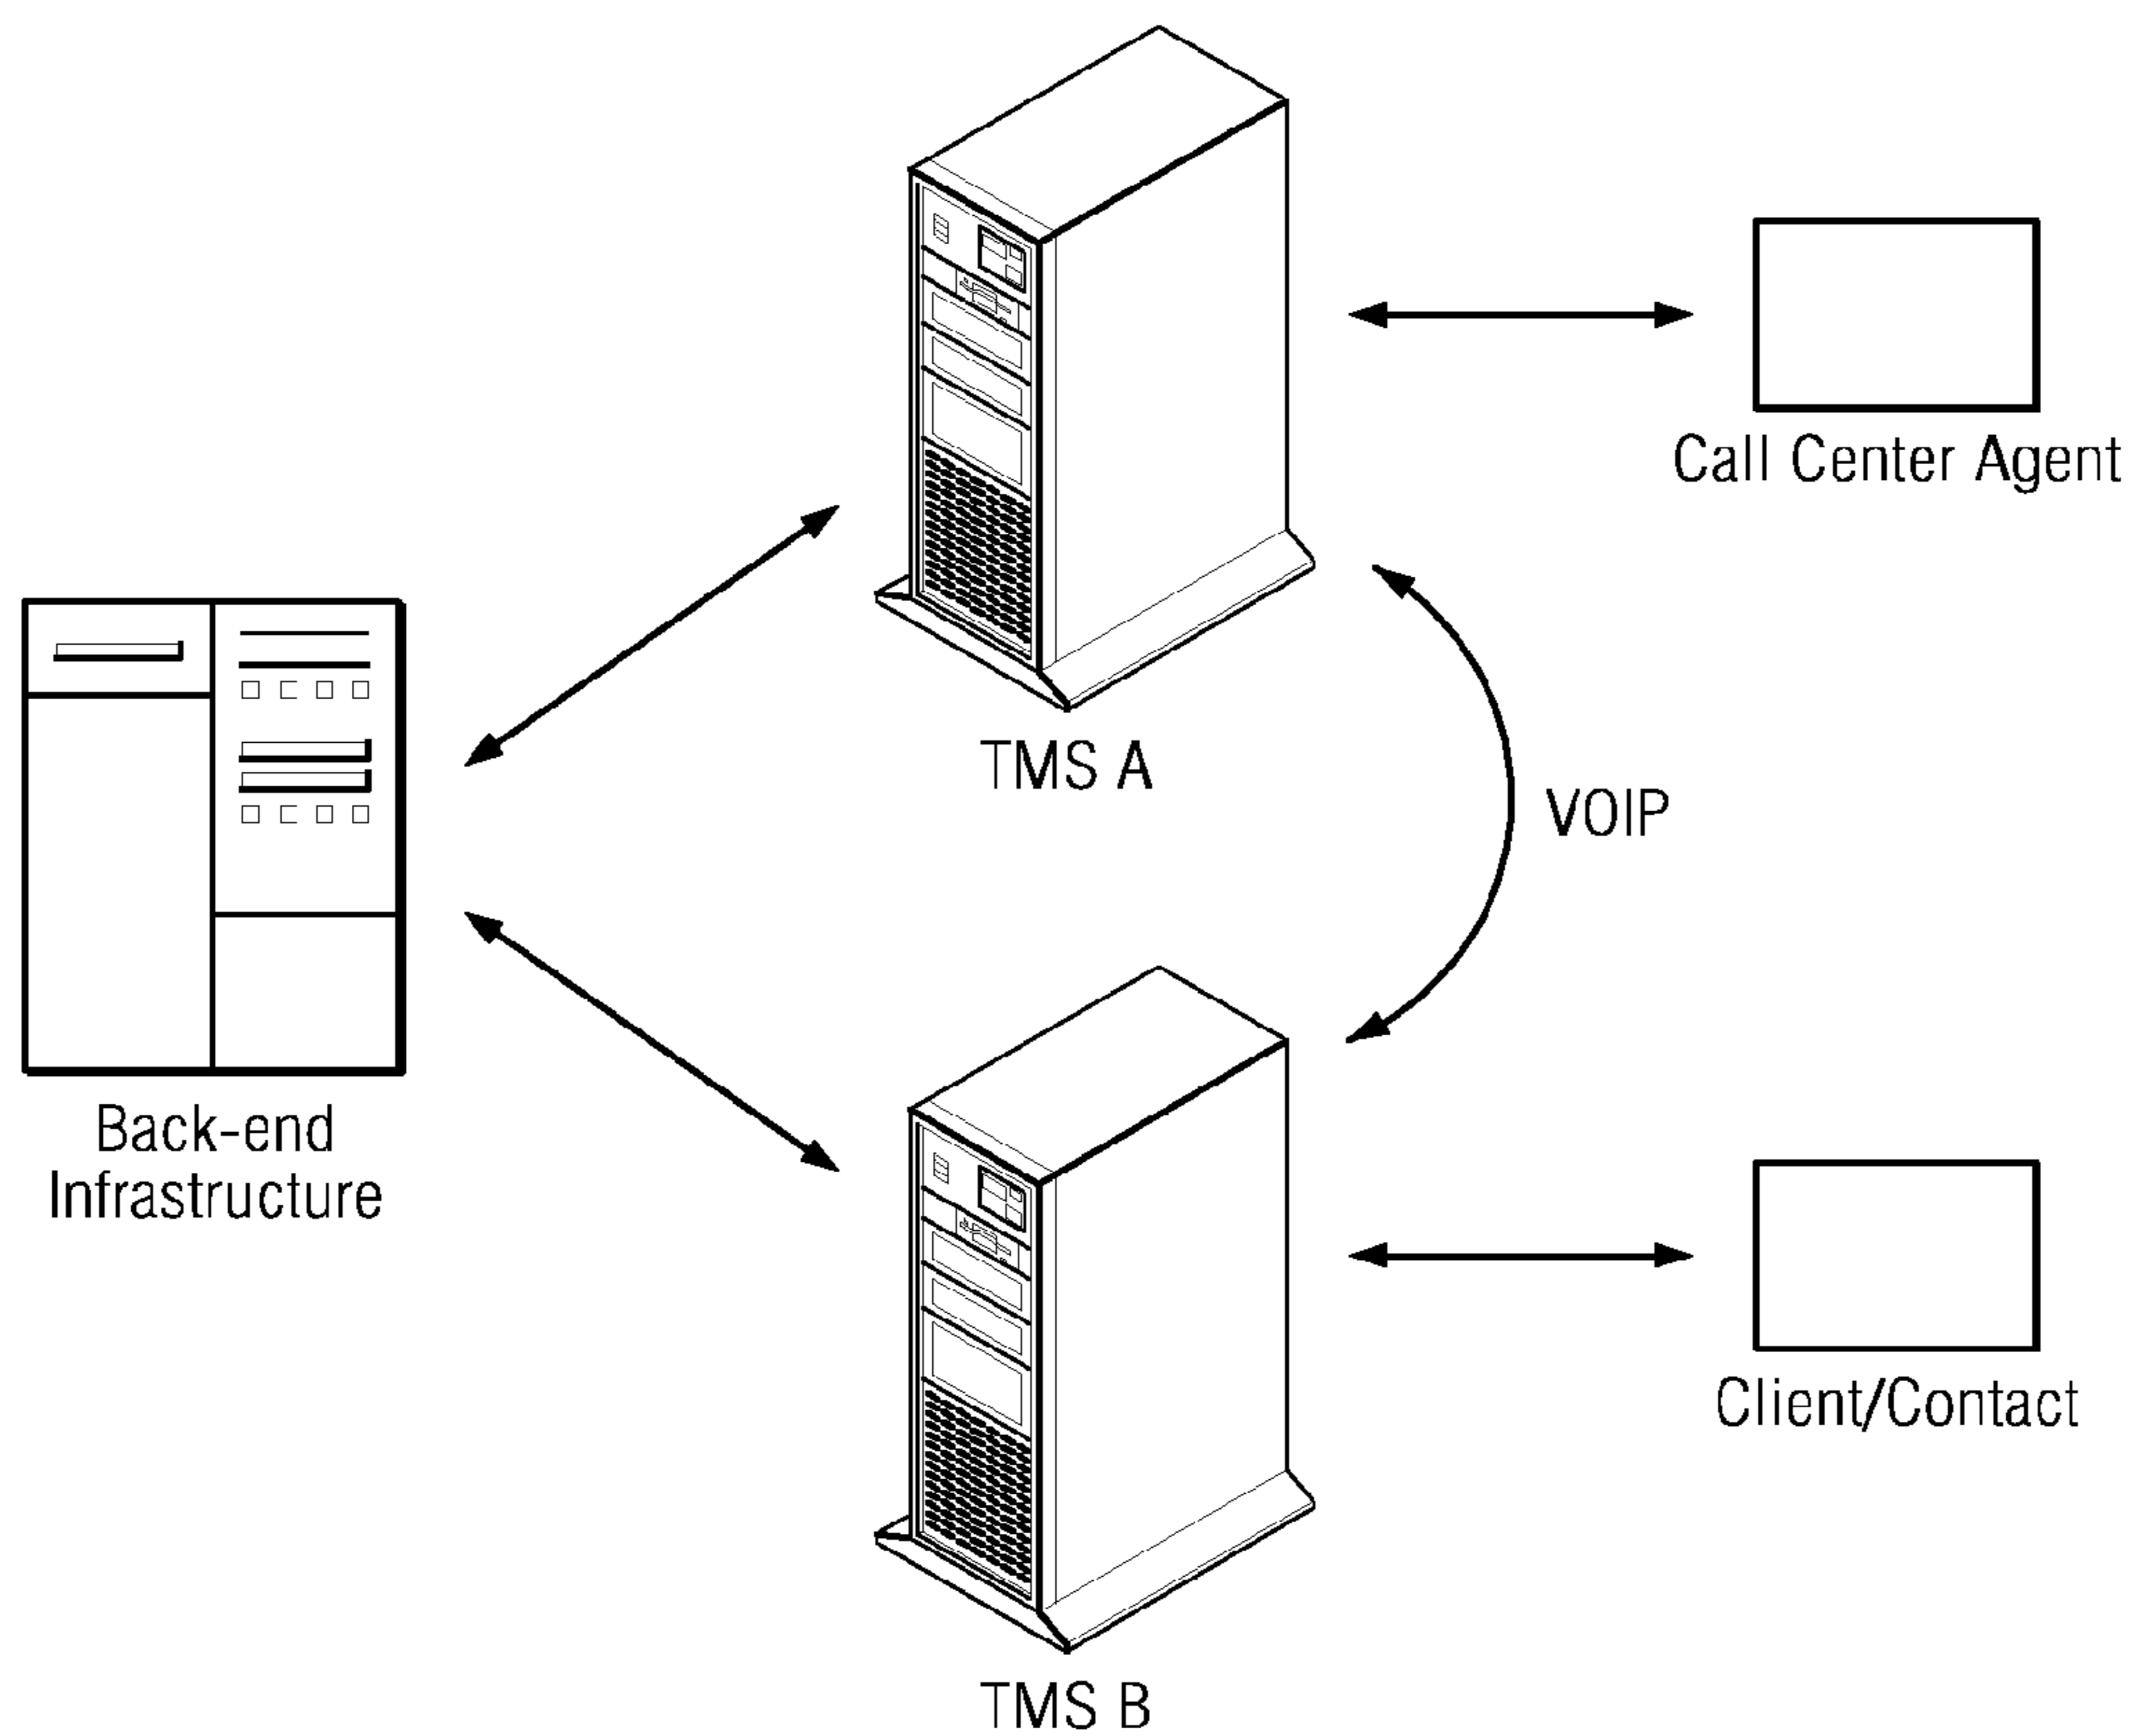 Call Center Agent
TMS A
VOIP
Back-end
Infrastructure
Client/Contact
TMS B